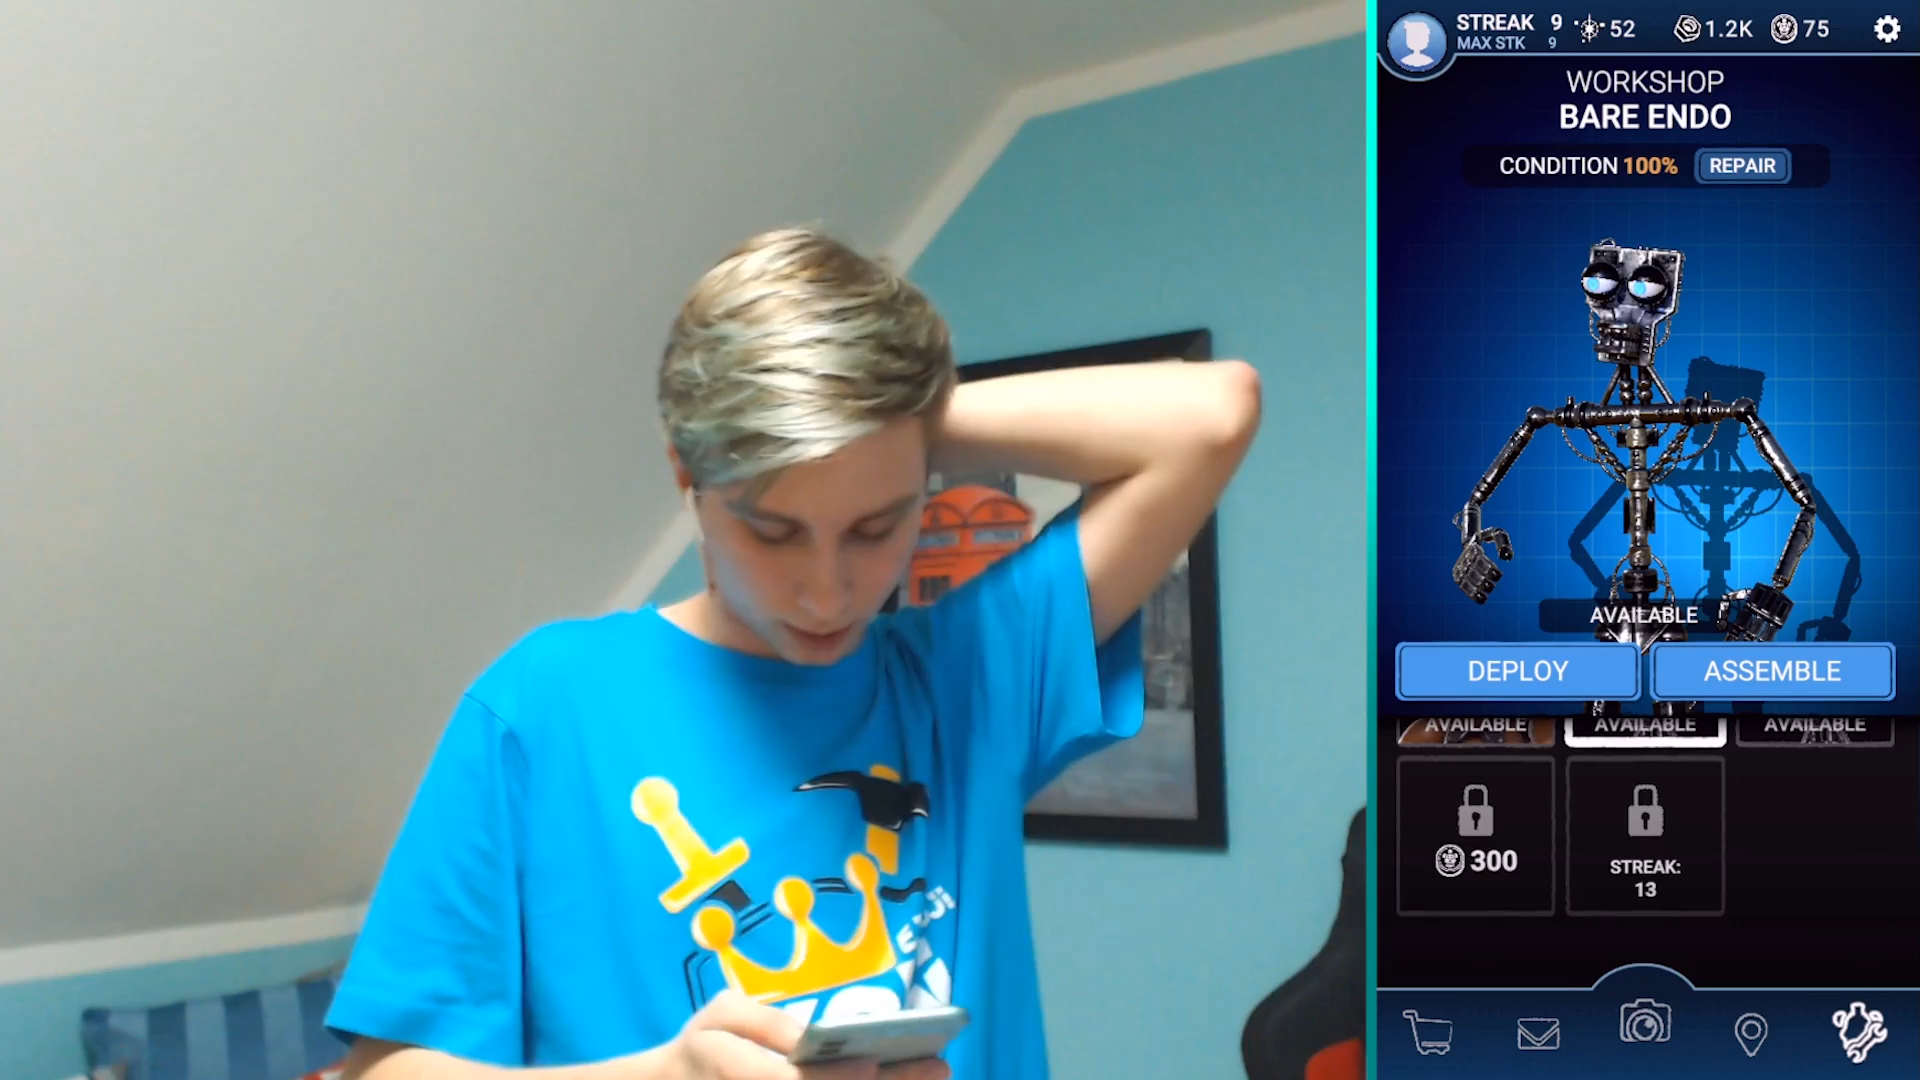 STREAK 9
MAX STK 9
52
1.2K
75
WORKSHOP
BARE ENDO
CONDITION 100% REPAIR
AVAILABLE
DEPLOY ASSEMBLE
AVAILABLE AVAILABLE AVAILABLE
300
STREAK:
13